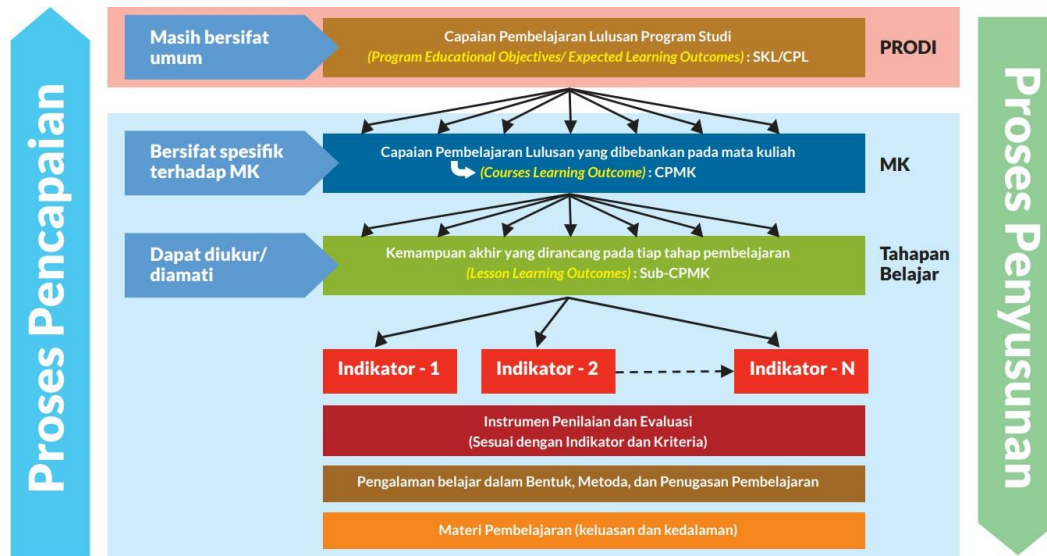 Proses Pencapaian
Masih bersifat
umum
Capaian Pembelajaran Lulusan Program Studi
(Program Educational Objectives/ Expected Learning Outcomes) : SKL/CPL
PRODI
Bersifat spesifik
terhadap MK
Capaian Pembelajaran Lulusan yang dibebankan pada mata kuliah
(Courses Learning Outcome) : CPMK
MK
Dapat diukur/
diamati
Kemampuan akhir yang dirancang pada tiap tahap pembelajaran
(Lesson Learning Outcomes) : Sub-CPMK
Tahapan
Belajar
Indikator - 1
Indikator - 2
Indikator - N
Instrumen Penilaian dan Evaluasi
(Sesuai dengan Indikator dan Kriteria)
Pengalaman belajar dalam Bentuk, Metoda, dan Penugasan Pembelajaran
Materi Pembelajaran (keluasan dan kedalaman)
Proses Penyusunan